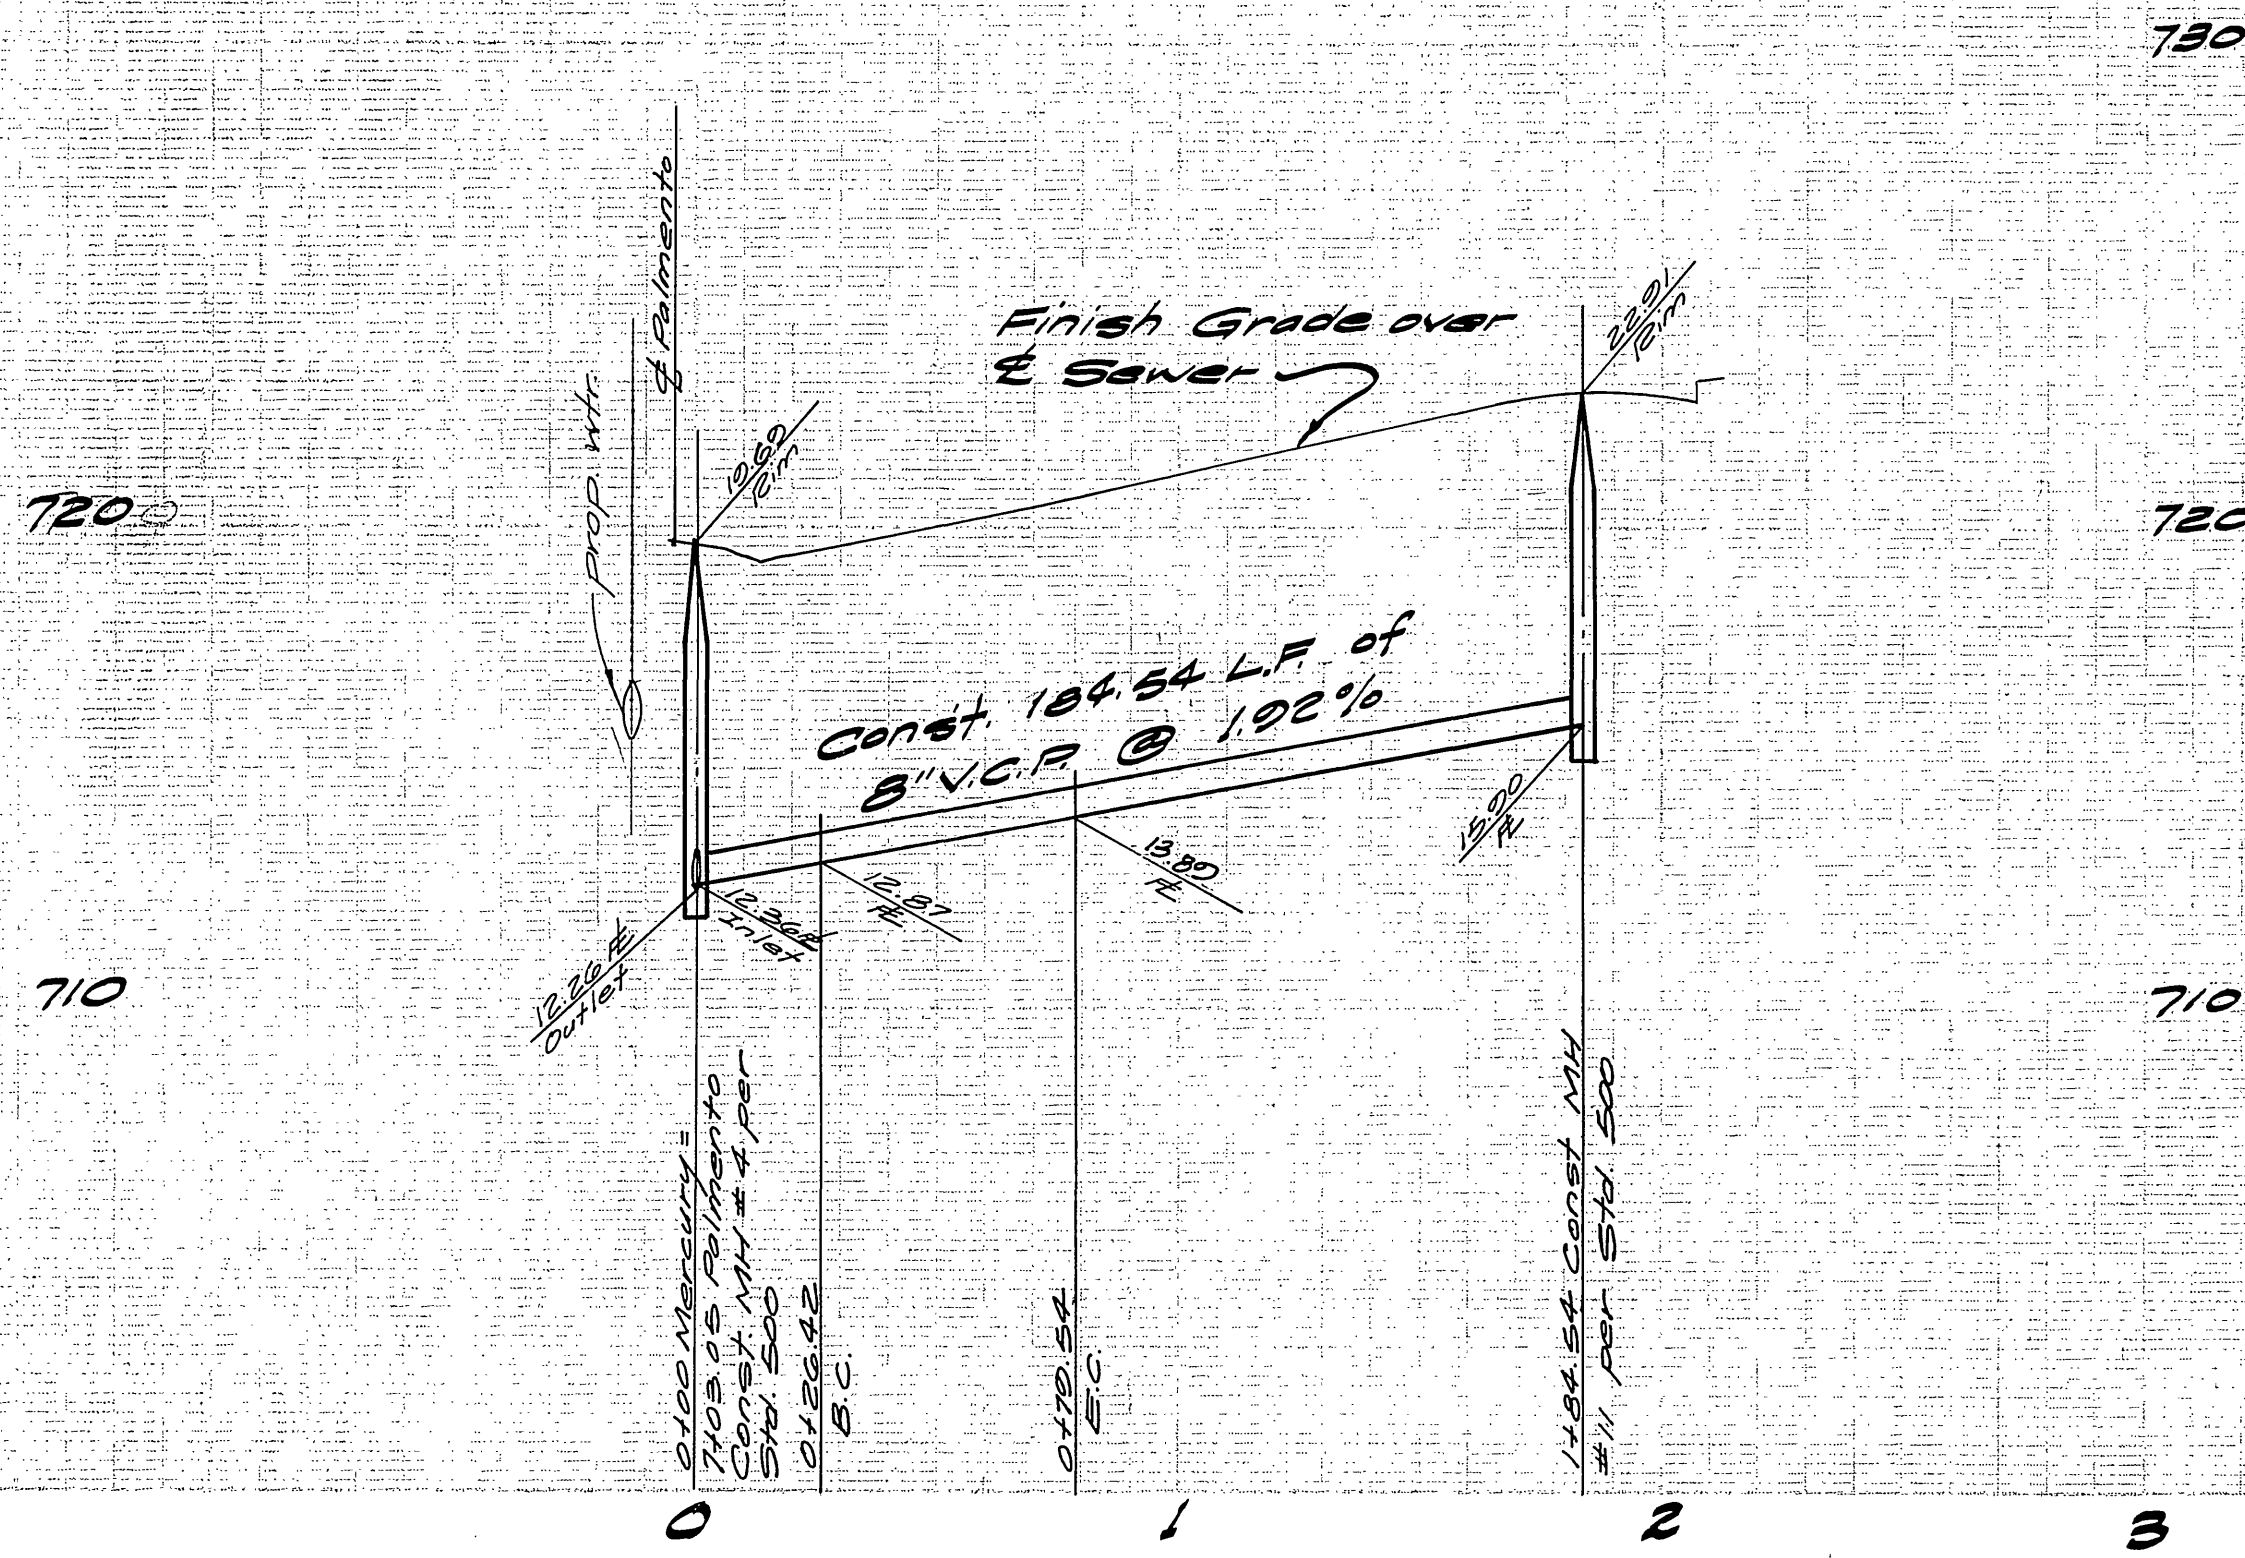 730
℄ Palmento
Prop. wtr.
19.69
Rim
Finish Grade over
℄ Sewer
22.91
Rim
720
720
Const. 184.54 L.F. of
8" V.C.P. @ 1.92%
12.26 FL
Outlet
12.36 FL
Inlet
12.87
FL
13.89
FL
15.90
FL
710
710
0+00 Mercury =
7+03.05 Palmento
Const. MH #4 per
Std. 500
0+26.42
B.C.
0+79.54
E.C.
1+84.54 Const MH
#11 per Std. 500
0
1
2
3